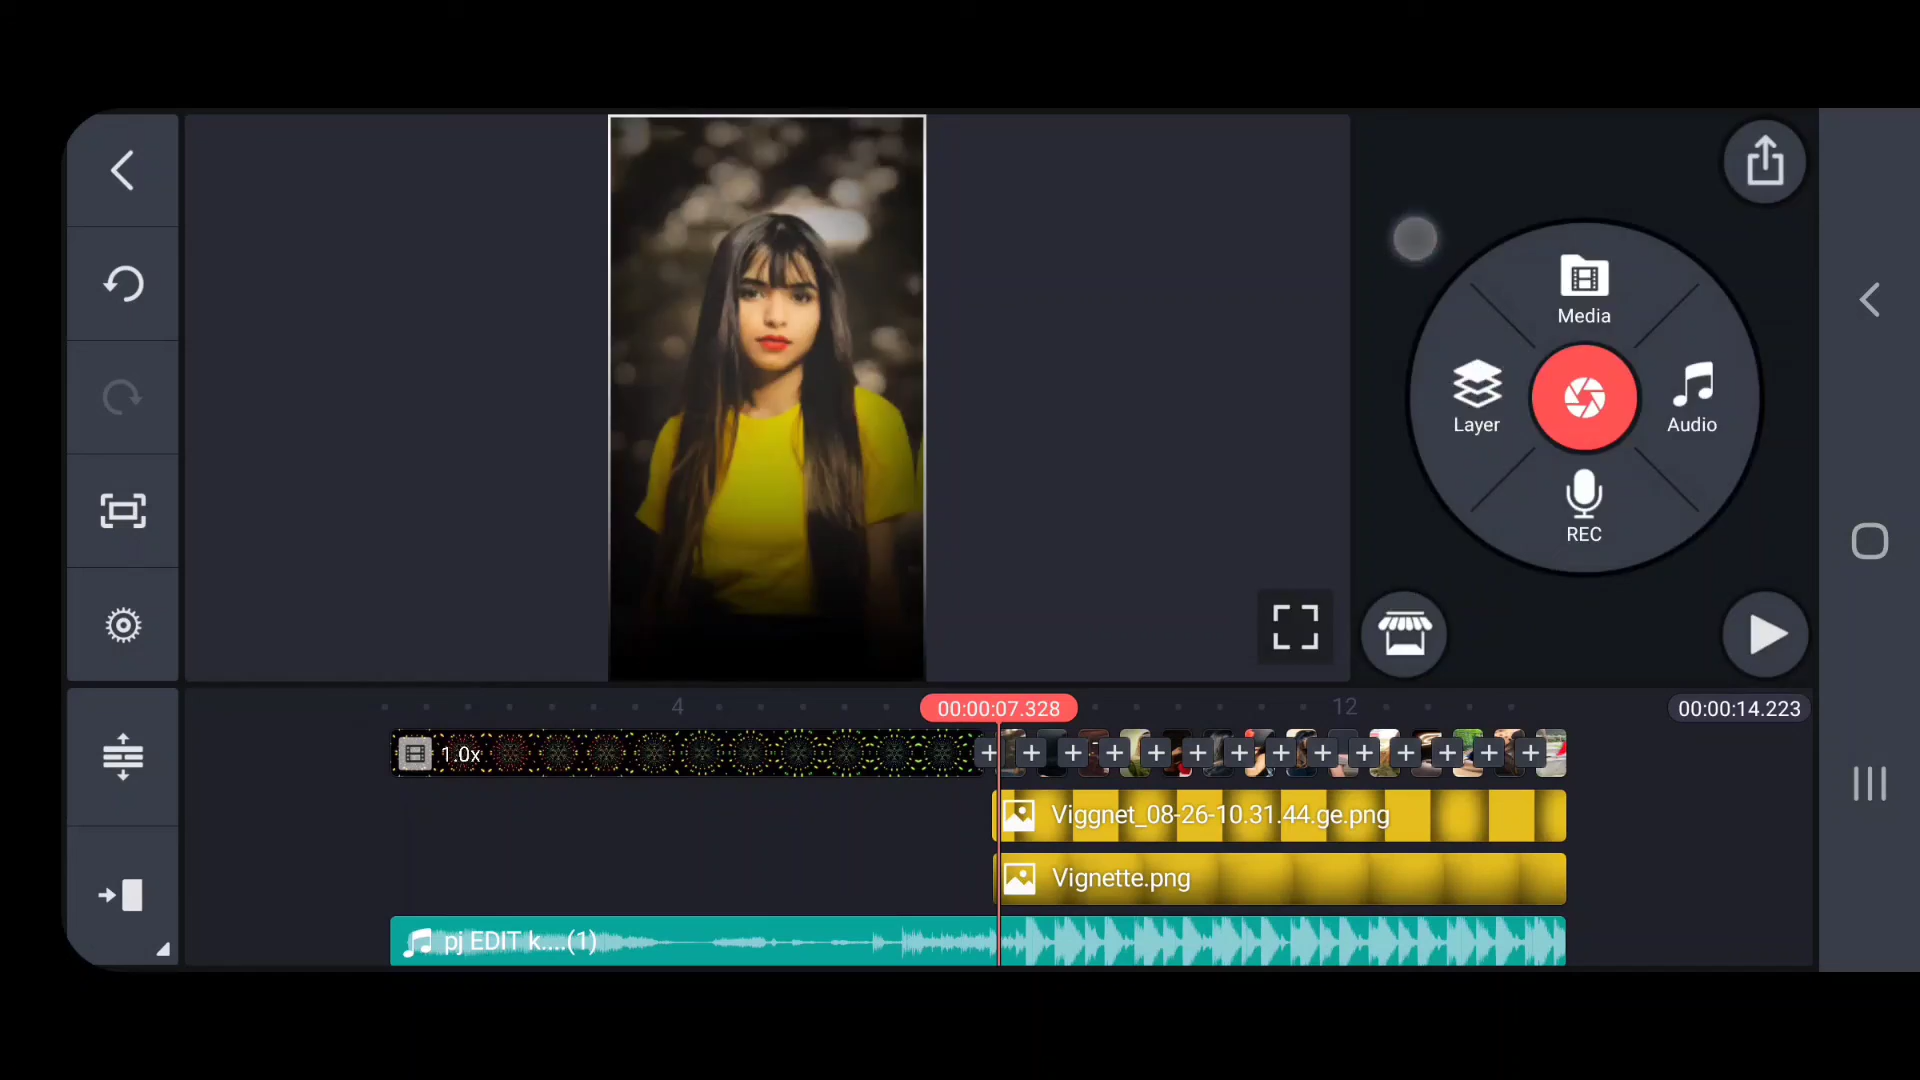 Media
Layer
Audio
REC
4
00:00:07.328
12
00:00:14.223
1.0x
Viggnet_08-26-10.31.44.ge.png
Vignette.png
pj EDIT k....(1)